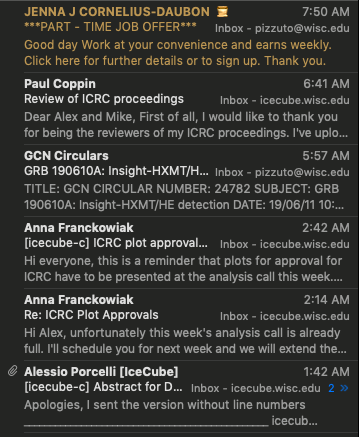 JENNA J CORNELIUS-DAUBON 7:50 AM
***PART - TIME JOB OFFER*** Inbox - pizzuto@wisc.edu
Good day Work at your convenience and earns weekly.
Click here for further details or to sign up. Thank you.
Paul Coppin 6:41 AM
Review of ICRC proceedings Inbox - icecube.wisc.edu
Dear Alex and Mike, First of all, I would like to thank you
for being the reviewers of my ICRC proceedings. I've uplo...
GCN Circulars 5:57 AM
GRB 190610A: Insight-HXMT/H... Inbox - pizzuto@wisc.edu
TITLE: GCN CIRCULAR NUMBER: 24782 SUBJECT: GRB
190610A: Insight-HXMT/HE detection DATE: 19/06/11 10:...
Anna Franckowiak 2:42 AM
[icecube-c] ICRC plot approval... Inbox - icecube.wisc.edu
Hi everyone, this is a reminder that plots for approval for
ICRC have to be presented at the analysis call this week....
Anna Franckowiak 2:14 AM
Re: ICRC Plot Approvals Inbox - icecube.wisc.edu
Hi Alex, unfortunately this week's analysis call is already
full. I'll schedule you for next week and we will extend the...
Alessio Porcelli [IceCube] 1:42 AM
[icecube-c] Abstract for D... Inbox - icecube.wisc.edu 2 »
Apologies, I sent the version without line numbers
_______________________________________ icecub...